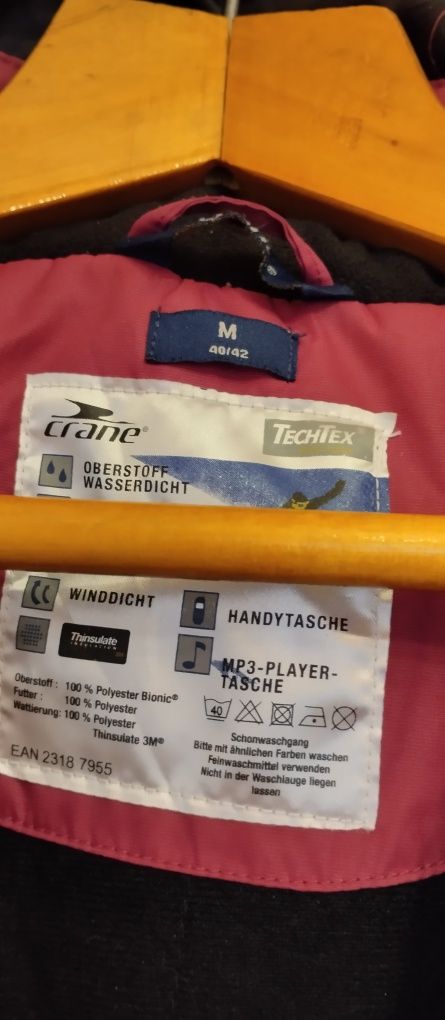 M
40/42
crane®
TECHTEX
OBERSTOFF
WASSERDICHT
WINDDICHT
HANDYTASCHE
Thinsulate
INSULATION
MP3-PLAYER-
TASCHE
Oberstoff : 100 % Polyester Bionic®
Futter : 100 % Polyester
Wattierung: 100 % Polyester
Thinsulate 3M®
40
EAN 2318 7955
Schonwaschgang
Bitte mit ähnlichen Farben waschen
Feinwaschmittel verwenden
Nicht in der Waschlauge liegen
lassen